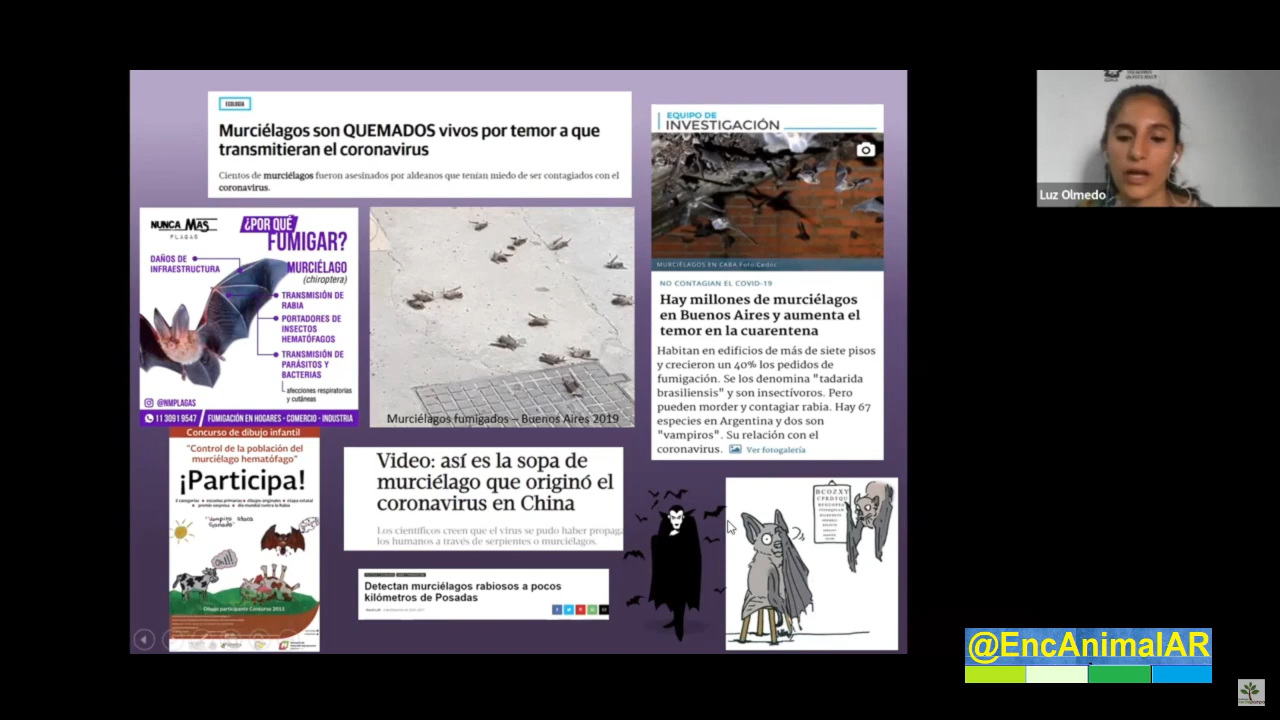 ECOLOGÍA
Murciélagos son QUEMADOS vivos por temor a que
transmitieran el coronavirus
Cientos de murciélagos fueron asesinados por aldeanos que tenían miedo de ser contagiados con el
coronavirus.
NUNCA MAS
PLAGAS
¿POR QUÉ
FUMIGAR?
DAÑOS DE
INFRAESTRUCTURA
MURCIÉLAGO
(chiroptera)
TRANSMISIÓN DE
RABIA
PORTADORES DE
INSECTOS
HEMATÓFAGOS
TRANSMISIÓN DE
PARÁSITOS Y
BACTERIAS
afecciones respiratorias
y cutáneas
@NMPLAGAS
11 3091 9547
FUMIGACIÓN EN HOGARES - COMERCIO - INDUSTRIA
Murciélagos fumigados – Buenos Aires 2019
EQUIPO DE
INVESTIGACIÓN
MURCIÉLAGOS EN CABA Foto:Cedoc
NO CONTAGIAN EL COVID-19
Hay millones de murciélagos
en Buenos Aires y aumenta el
temor en la cuarentena
Habitan en edificios de más de siete pisos
y crecieron un 40% los pedidos de
fumigación. Se los denomina "tadarida
brasiliensis" y son insectívoros. Pero
pueden morder y contagiar rabia. Hay 67
especies en Argentina y dos son
"vampiros". Su relación con el
coronavirus.
Ver fotogalería
Concurso de dibujo infantil
"Control de la población del
murciélago hematófago"
¡Participa!
Dibujo participante Concurso 2013
Video: así es la sopa de
murciélago que originó el
coronavirus en China
Los científicos creen que el virus se pudo haber propaga
los humanos a través de serpientes o murciélagos.
Detectan murciélagos rabiosos a pocos
kilómetros de Posadas
Luz Olmedo
@EncAnimalAR